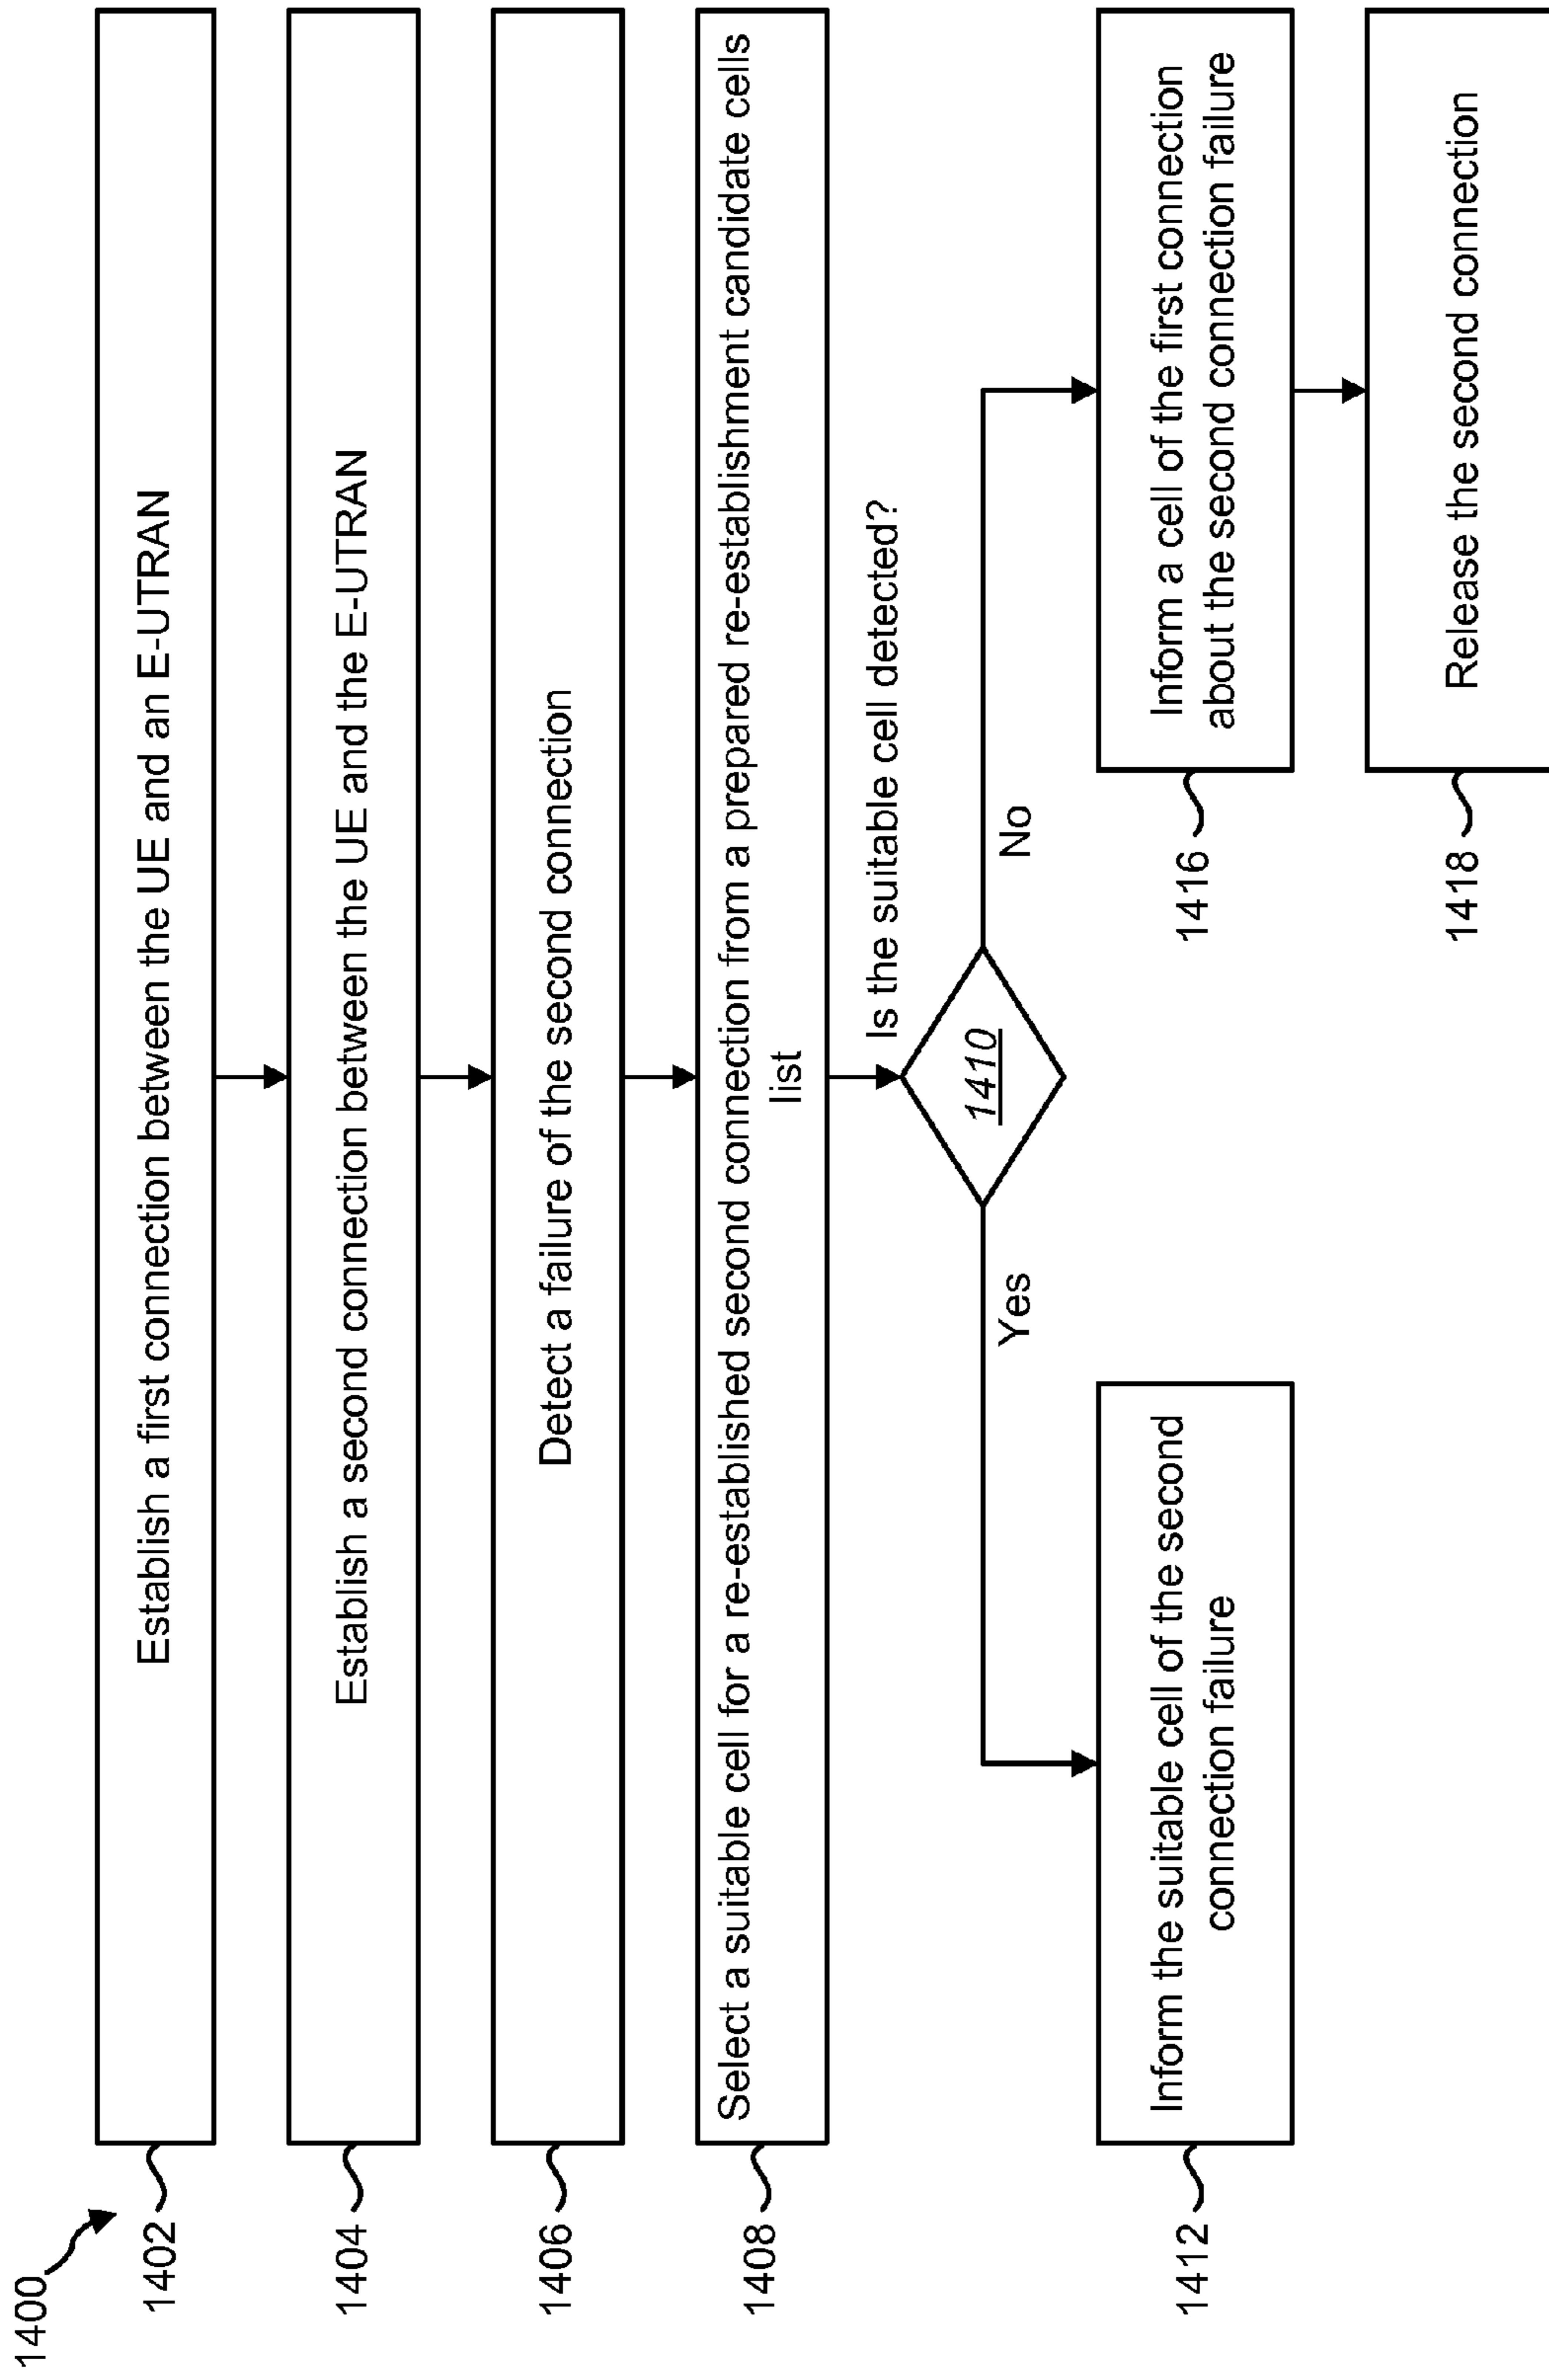 1400
1402
Establish a first connection between the UE and an E-UTRAN
1404
Establish a second connection between the UE and the E-UTRAN
1406
Detect a failure of the second connection
1408
Select a suitable cell for a re-established second connection from a prepared re-establishment candidate cells
list
Is the suitable cell detected?
1410
Yes
No
1412
Inform the suitable cell of the second
connection failure
1416
Inform a cell of the first connection
about the second connection failure
1418
Release the second connection